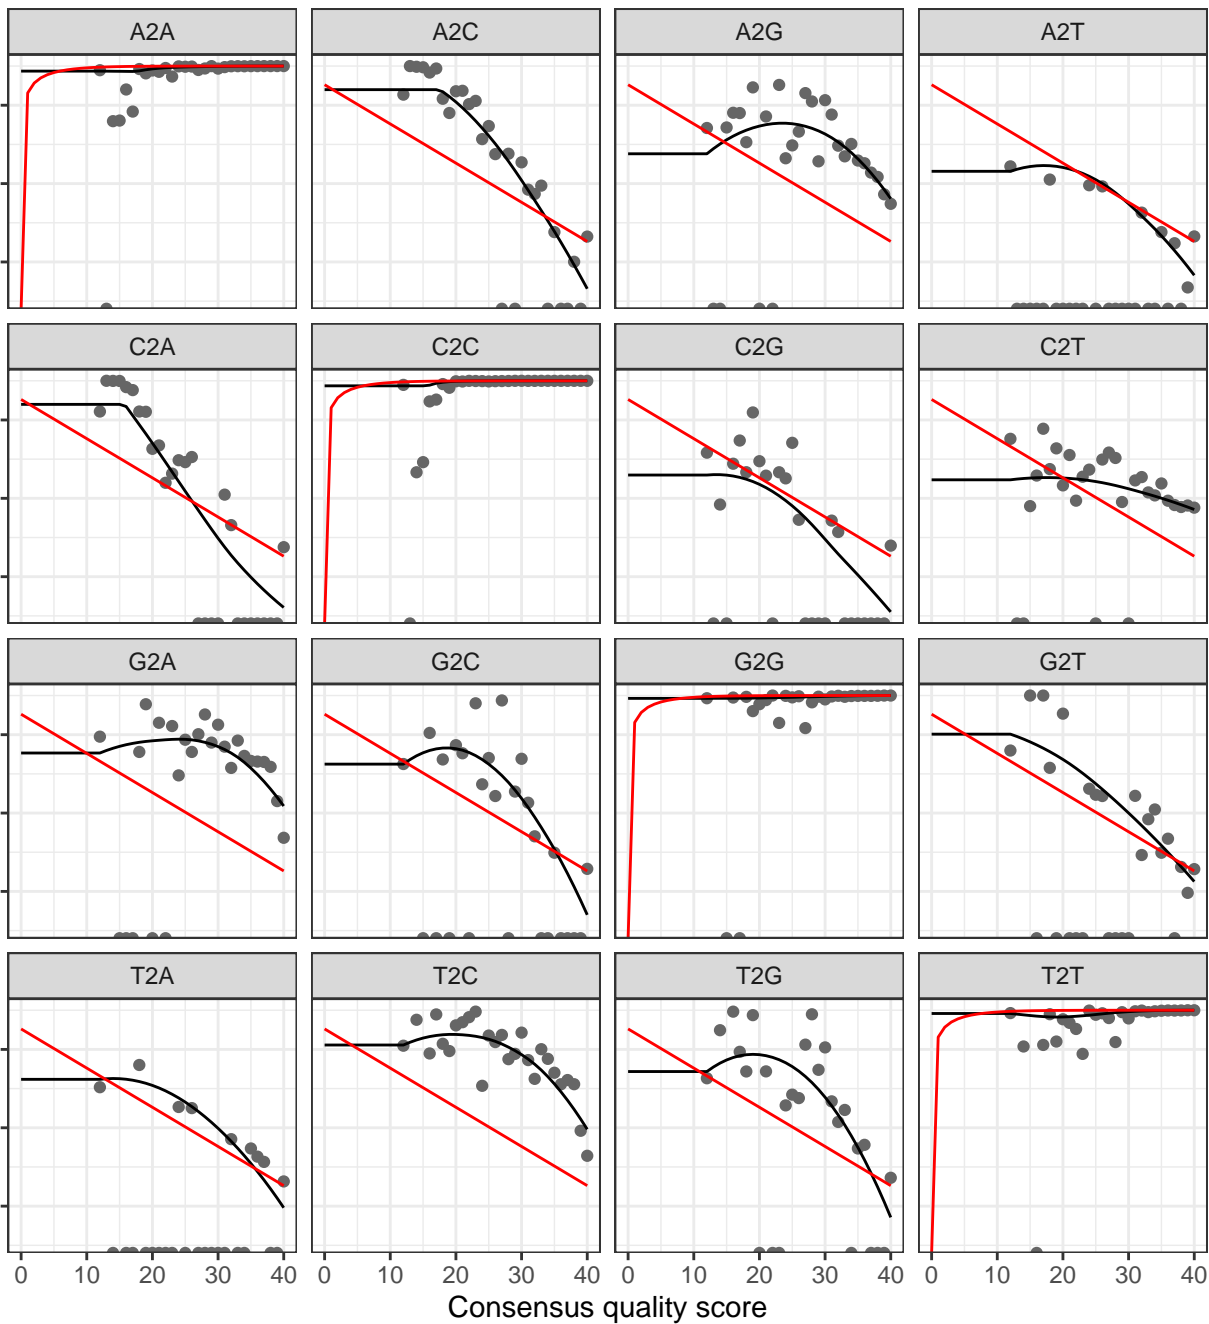 A2A A2C A2G A2T
C2A C2C C2G C2T
G2A G2C G2G G2T
T2A T2C T2G T2T
0 10 20 30 40 0 10 20 30 40 0 10 20 30 40 0 10 20 30 40
Consensus quality score